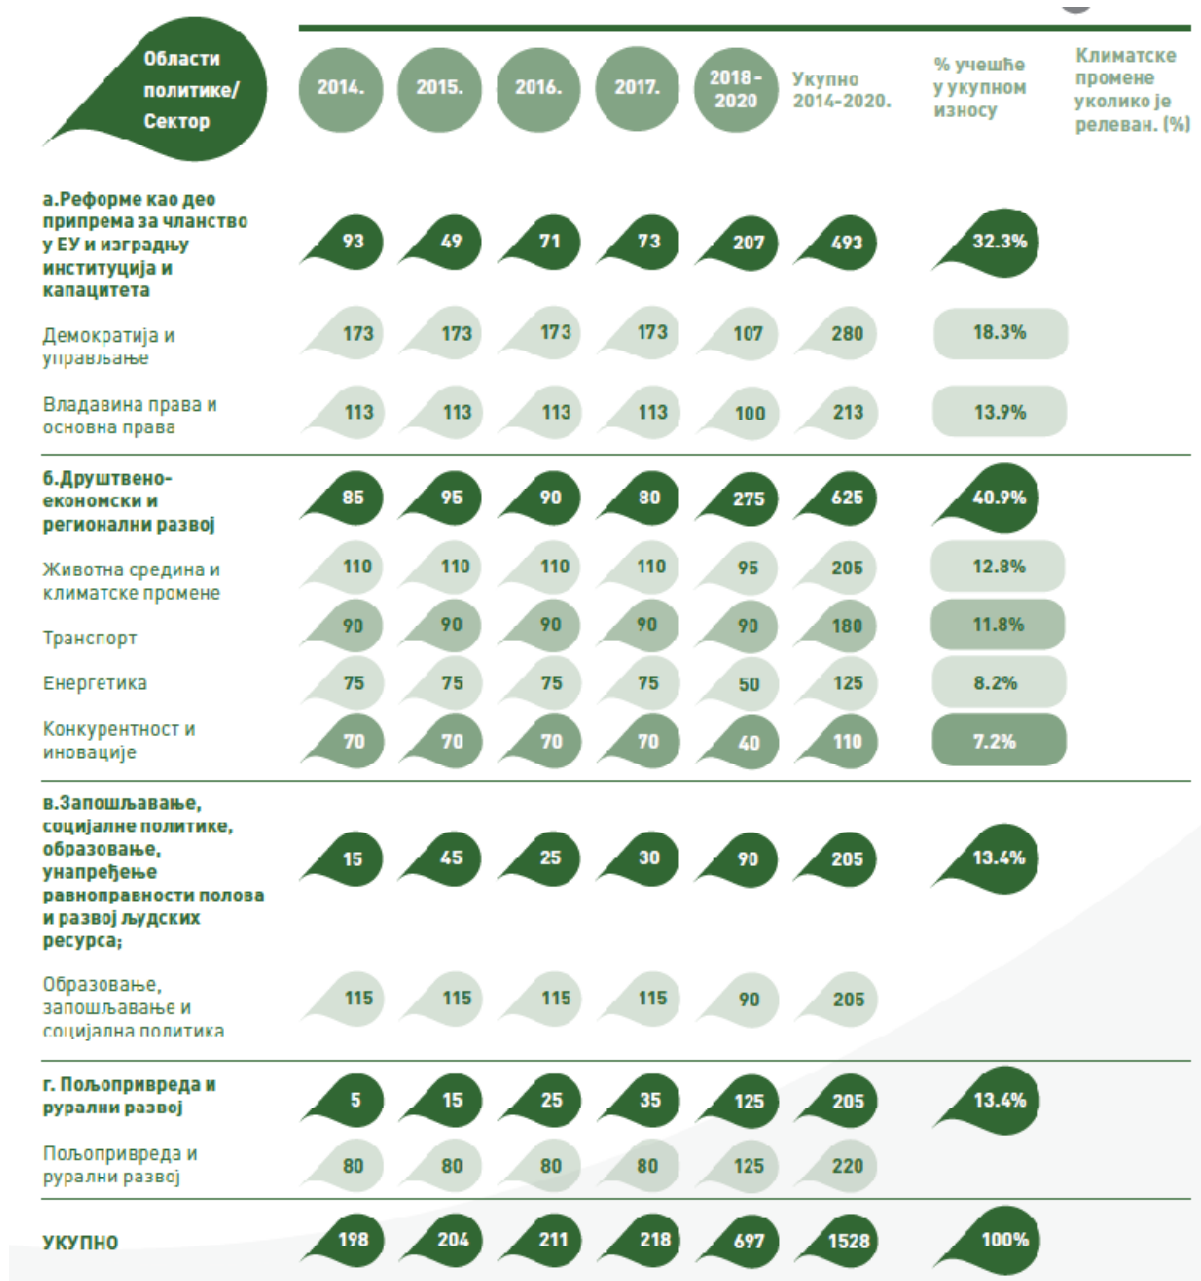 Области
политике/
Сектор
2014.
2015.
2016.
2017.
2018-
2020
Укупно
2014-2020.
% учешће
у укупном
износу
Климатске
промене
уколико је
релеван. (%)
а.Реформе као део
припрема за чланство
у ЕУ и изградњу
институција и
капацитета
93 49 71 73 207 493 32.3%
Демократија и
управљање
173 173 173 173 107 280 18.3%
Владавина права и
основна права
113 113 113 113 100 213 13.9%
б.Друштвено-
економски и
регионални развој
85 95 90 80 275 625 40.9%
Животна средина и
климатске промене
110 110 110 110 95 205 12.8%
Транспорт
90 90 90 90 90 180 11.8%
Енергетика
75 75 75 75 50 125 8.2%
Конкурентност и
иновације
70 70 70 70 40 110 7.2%
в.Запошљавање,
социјалне политике,
образовање,
унапређење
равноправности полова
и развој људских
ресурса;
15 45 25 30 90 205 13.4%
Образовање,
запошљавање и
социјална политика
115 115 115 115 90 205
г. Пољопривреда и
рурални развој
5 15 25 35 125 205 13.4%
Пољопривреда и
рурални развој
80 80 80 80 125 220
УКУПНО
198 204 211 218 697 1528 100%